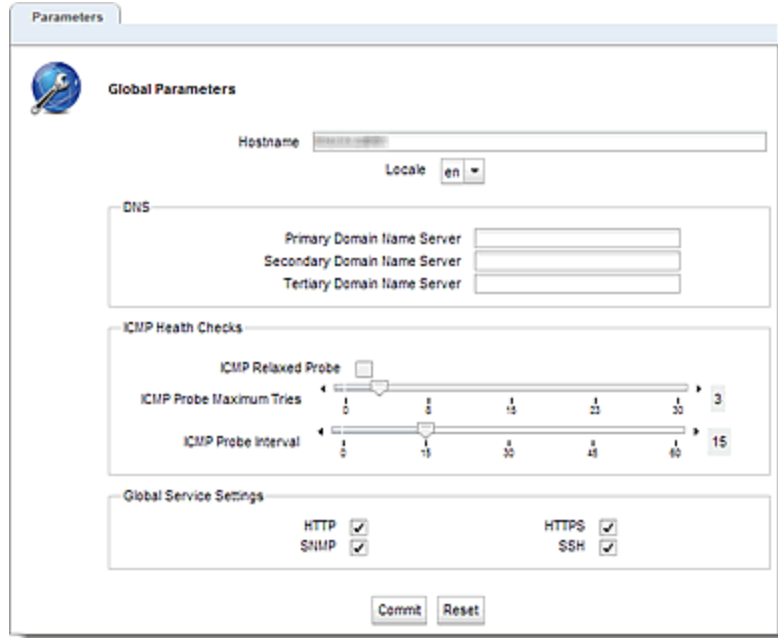 Parameters
Global Parameters
Hostname
Locale en
DNS
Primary Domain Name Server
Secondary Domain Name Server
Tertiary Domain Name Server
ICMP Health Checks
ICMP Relaxed Probe
ICMP Probe Maximum Tries 3
0 8 15 23 30
ICMP Probe Interval 15
0 15 30 45 60
Global Service Settings
HTTP HTTPS
SNMP SSH
Commit Reset